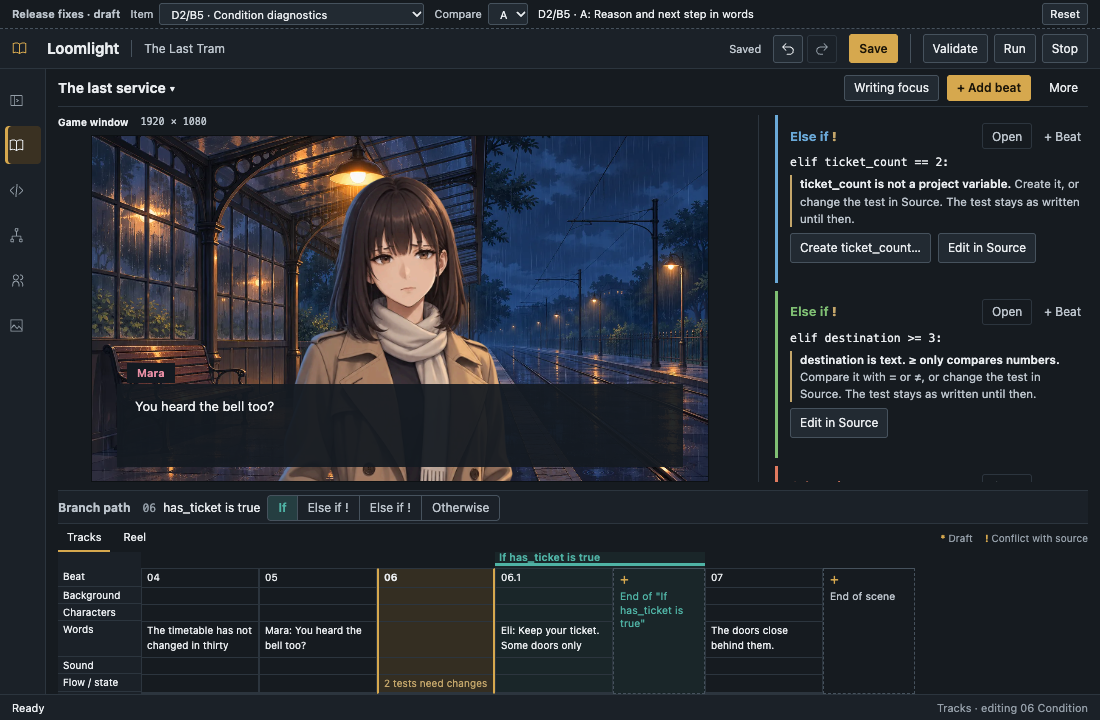 Release fixes · draft Item D2/B5 · Condition diagnostics Compare A D2/B5 · A: Reason and next step in words Reset
Loomlight The Last Tram Saved Save Validate Run Stop
The last service ▾ Writing focus + Add beat More
Game window 1920 × 1080
Mara
You heard the bell too?
Else if ! Open + Beat
elif ticket_count == 2:
ticket_count is not a project variable. Create it, or
change the test in Source. The test stays as written
until then.
Create ticket_count... Edit in Source
Else if ! Open + Beat
elif destination >= 3:
destination is text. ≥ only compares numbers.
Compare it with = or ≠, or change the test in
Source. The test stays as written until then.
Edit in Source
Branch path 06 has_ticket is true If Else if ! Else if ! Otherwise
Tracks Reel * Draft ! Conflict with source
If has_ticket is true
Beat 04 05 06 06.1 + 07 +
Background
Characters
End of "If
has_ticket is
true"
End of scene
Words
The timetable has not
changed in thirty
Mara: You heard the
bell too?
Eli: Keep your ticket.
Some doors only
The doors close
behind them.
Sound
Flow / state 2 tests need changes
Ready Tracks · editing 06 Condition